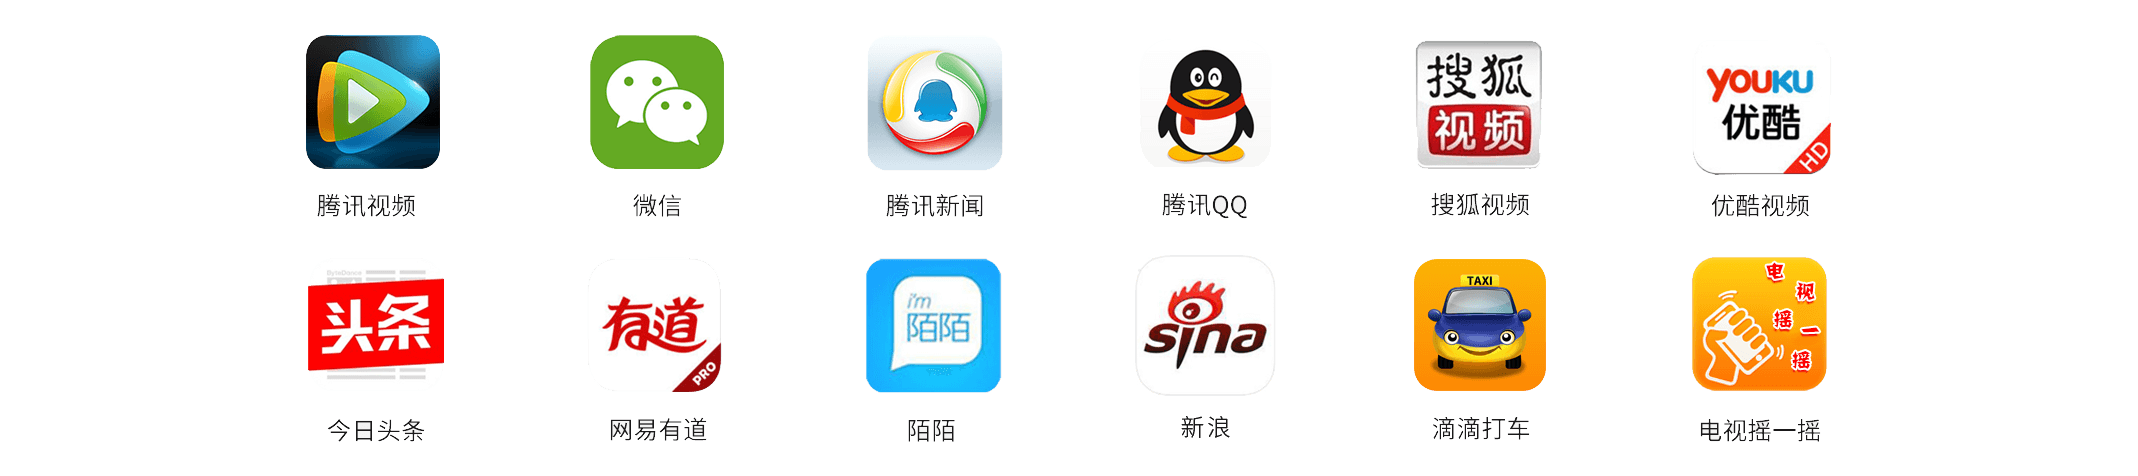 搜狐
视频
YOUKU
优酷
HD
腾讯视频
微信
腾讯新闻
腾讯QQ
搜狐视频
优酷视频
ByteDance
头条
有道
PRO
i'm
陌陌
sina
TAXI
电视摇一摇
今日头条
网易有道
陌陌
新浪
滴滴打车
电视摇一摇